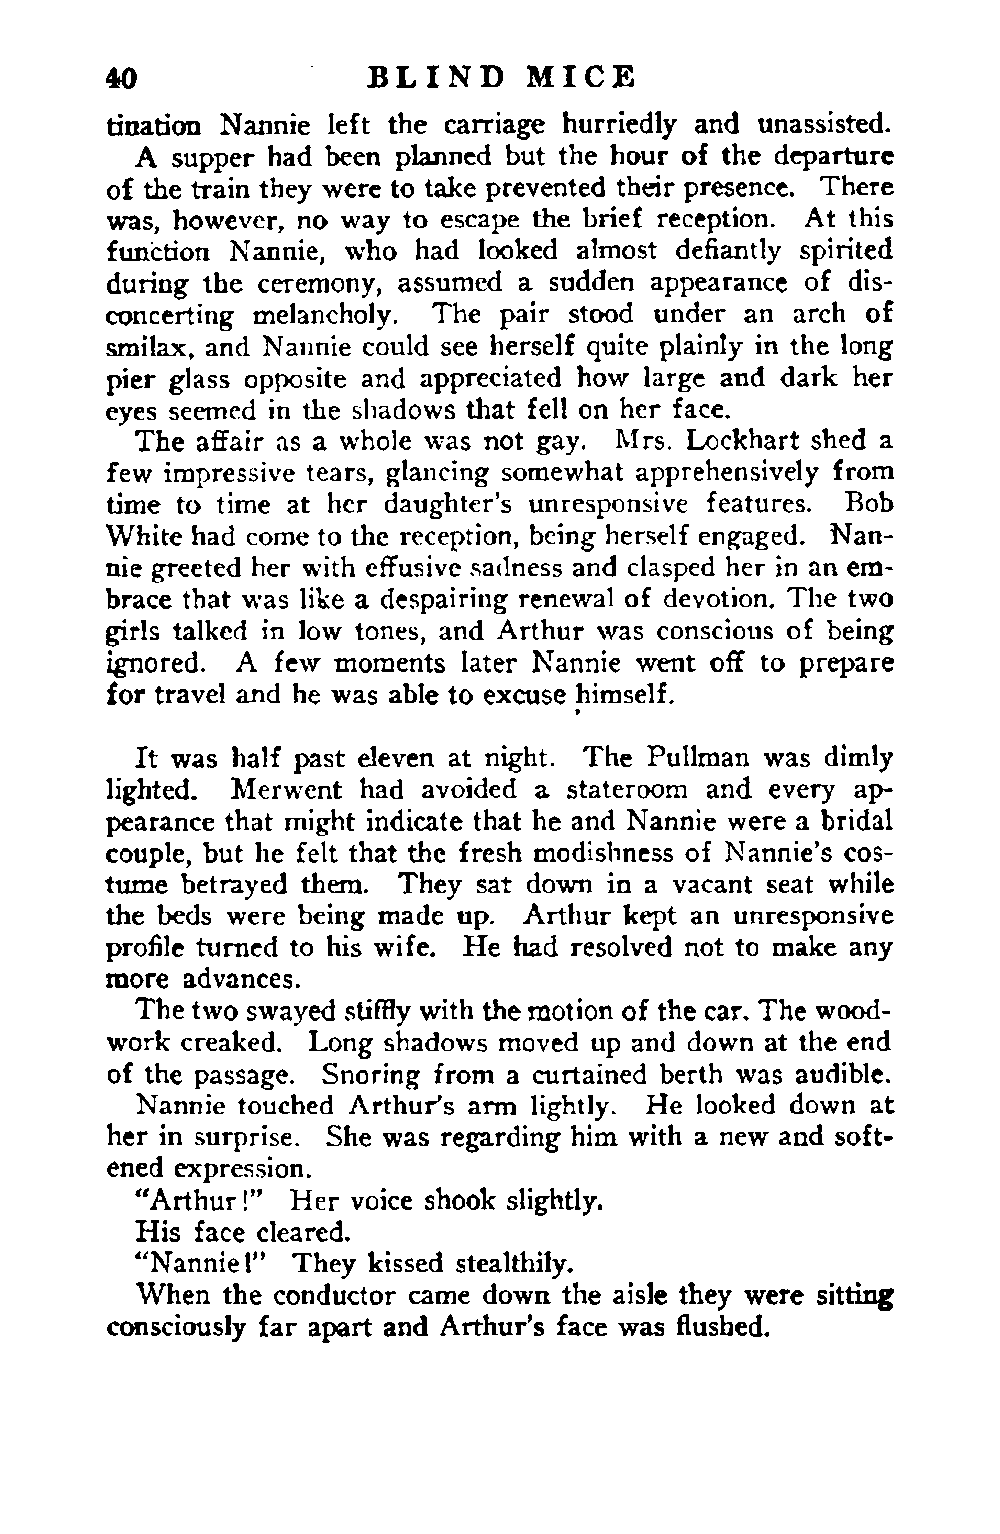 40 BLIND MICE
tination Nannie left the carriage hurriedly and unassisted.
A supper had been planned but the hour of the departure
of the train they were to take prevented their presence. There
was, however, no way to escape the brief reception. At this
function Nannie, who had looked almost defiantly spirited
during the ceremony, assumed a sudden appearance of dis-
concerting melancholy. The pair stood under an arch of
smilax, and Nannie could see herself quite plainly in the long
pier glass opposite and appreciated how large and dark her
eyes seemed in the shadows that fell on her face.
The affair as a whole was not gay. Mrs. Lockhart shed a
few impressive tears, glancing somewhat apprehensively from
time to time at her daughter's unresponsive features. Bob
White had come to the reception, being herself engaged. Nan-
nie greeted her with effusive sadness and clasped her in an em-
brace that was like a despairing renewal of devotion. The two
girls talked in low tones, and Arthur was conscious of being
ignored. A few moments later Nannie went off to prepare
for travel and he was able to excuse himself.
It was half past eleven at night. The Pullman was dimly
lighted. Merwent had avoided a stateroom and every ap-
pearance that might indicate that he and Nannie were a bridal
couple, but he felt that the fresh modishness of Nannie's cos-
tume betrayed them. They sat down in a vacant seat while
the beds were being made up. Arthur kept an unresponsive
profile turned to his wife. He had resolved not to make any
more advances.
The two swayed stiffly with the motion of the car. The wood-
work creaked. Long shadows moved up and down at the end
of the passage. Snoring from a curtained berth was audible.
Nannie touched Arthur's arm lightly. He looked down at
her in surprise. She was regarding him with a new and soft-
ened expression.
"Arthur!" Her voice shook slightly.
His face cleared.
"Nannie!" They kissed stealthily.
When the conductor came down the aisle they were sitting
consciously far apart and Arthur's face was flushed.